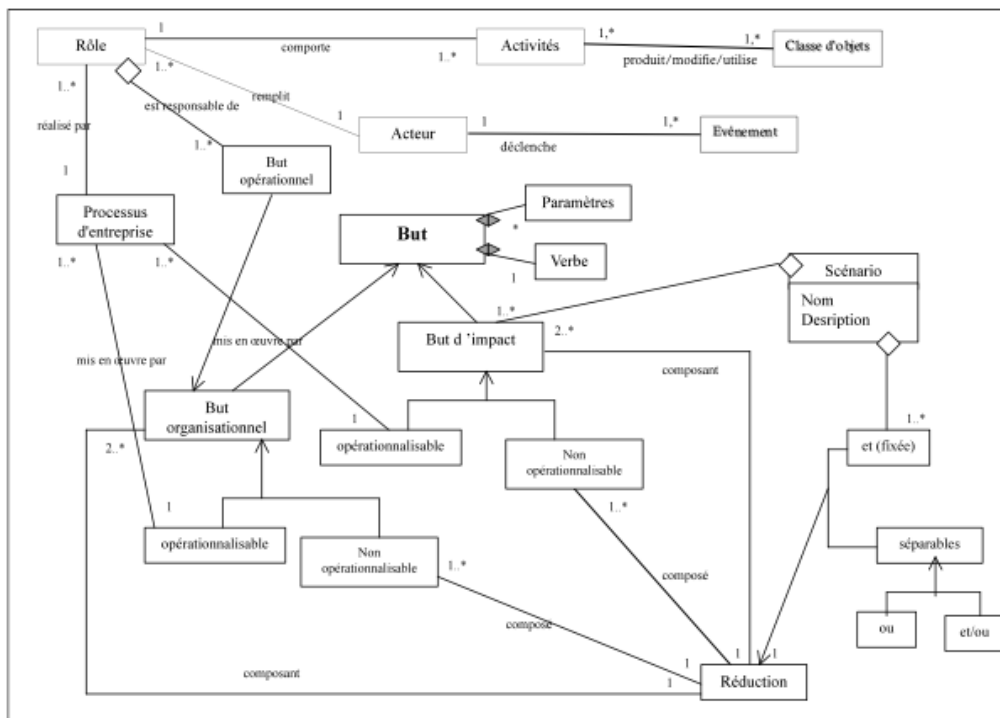 1
1,*
1,*
Rôle
Activités
Classe d'objets
comporte
1..*
produit/modifie/utilise
1..*
1..*
remplit
est responsable de
1
1
1,*
Acteur
Evénement
déclenche
réalisé par
1..*
But
opérationnel
1
Processus
d'entreprise
Paramètres
*
But
Verbe
1
1..*
1..*
Scénario
Nom
Desription
1..*
2..*
mis en œuvre par
But d 'impact
mis en œuvre par
composant
But
organisationnel
1
1..*
2..*
opérationnalisable
Non
opérationnalisable
et (fixée)
1..*
1
opérationnalisable
Non
opérationnalisable
séparables
1..*
composé
ou
et/ou
composé
1
1
1
composant
1
Réduction